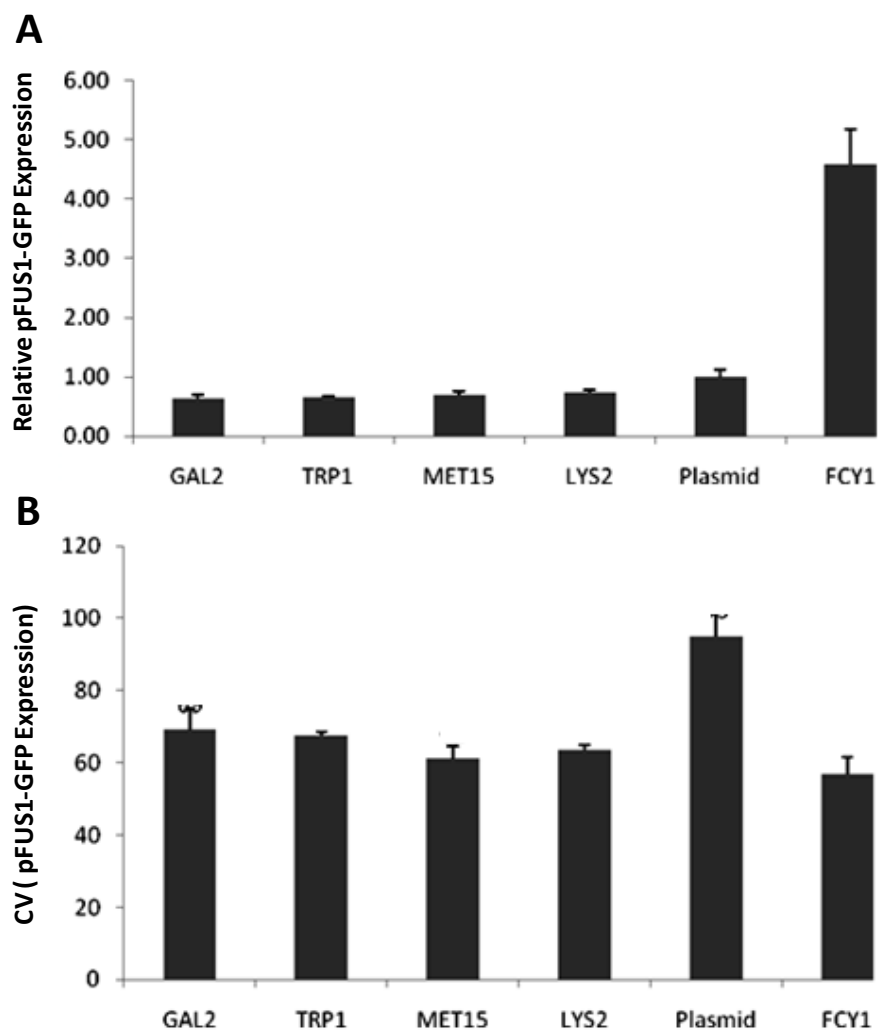 A
Relative pFUS1-GFP Expression
6.00
5.00
4.00
3.00
2.00
1.00
0.00
GAL2 TRP1 MET15 LYS2 Plasmid FCY1
B
CV( pFUS1-GFP Expression)
120
100
80
60
40
20
0
GAL2 TRP1 MET15 LYS2 Plasmid FCY1